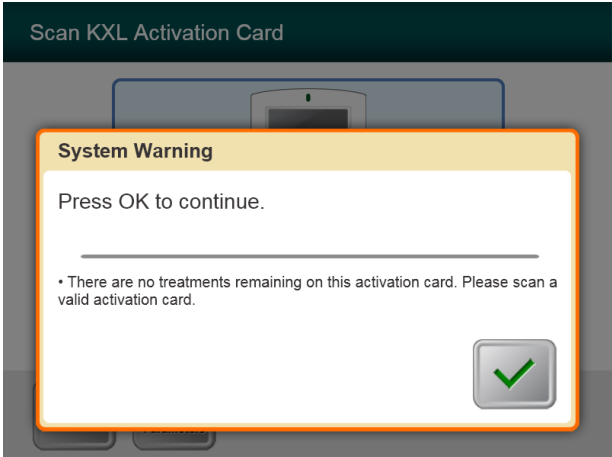 Scan KXL Activation Card
System Warning
Press OK to continue.
• There are no treatments remaining on this activation card. Please scan a
valid activation card.